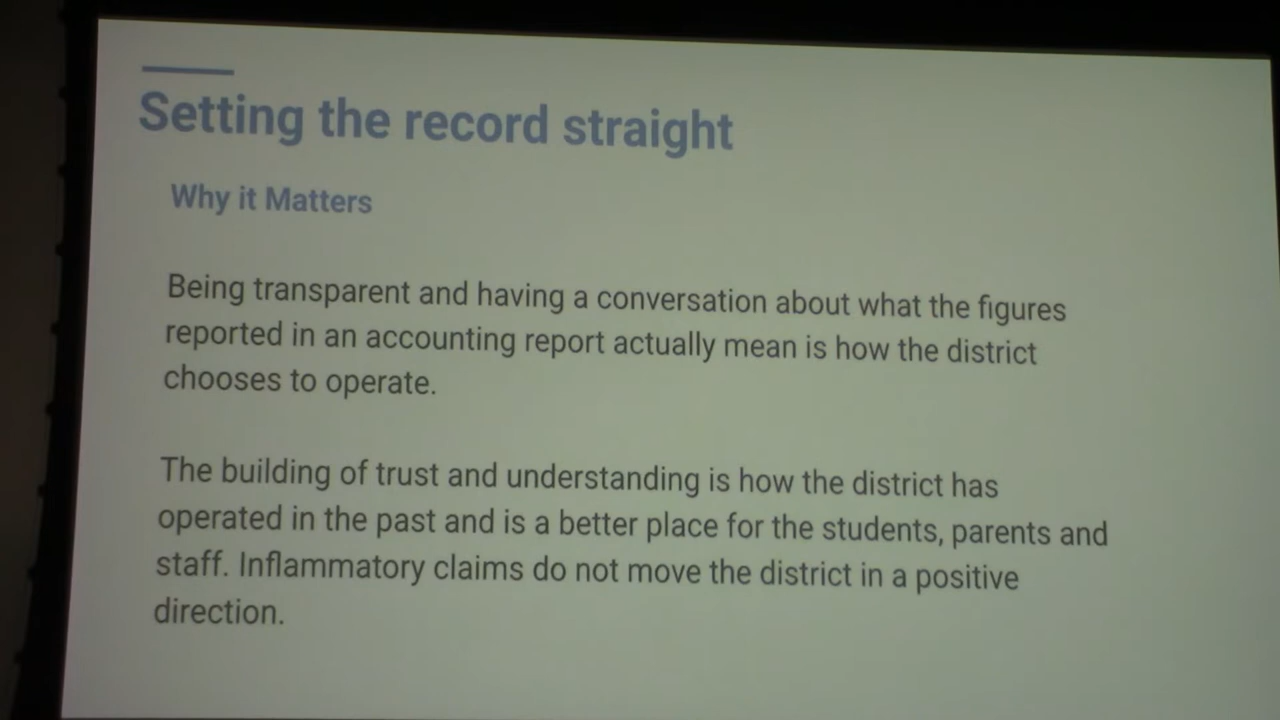 Setting the record straight
Why it Matters
Being transparent and having a conversation about what the figures
reported in an accounting report actually mean is how the district
chooses to operate.
The building of trust and understanding is how the district has
operated in the past and is a better place for the students, parents and
staff. Inflammatory claims do not move the district in a positive
direction.